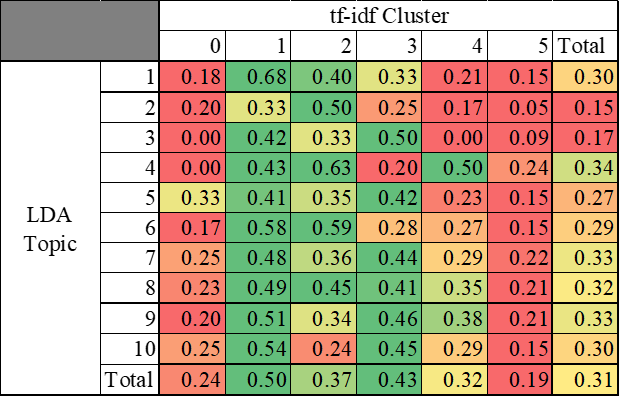 tf-idf Cluster
0 1 2 3 4 5 Total
1 0.18 0.68 0.40 0.33 0.21 0.15 0.30
2 0.20 0.33 0.50 0.25 0.17 0.05 0.15
3 0.00 0.42 0.33 0.50 0.00 0.09 0.17
4 0.00 0.43 0.63 0.20 0.50 0.24 0.34
LDA Topic 5 0.33 0.41 0.35 0.42 0.23 0.15 0.27
6 0.17 0.58 0.59 0.28 0.27 0.15 0.29
7 0.25 0.48 0.36 0.44 0.29 0.22 0.33
8 0.23 0.49 0.45 0.41 0.35 0.21 0.32
9 0.20 0.51 0.34 0.46 0.38 0.21 0.33
10 0.25 0.54 0.24 0.45 0.29 0.15 0.30
Total 0.24 0.50 0.37 0.43 0.32 0.19 0.31